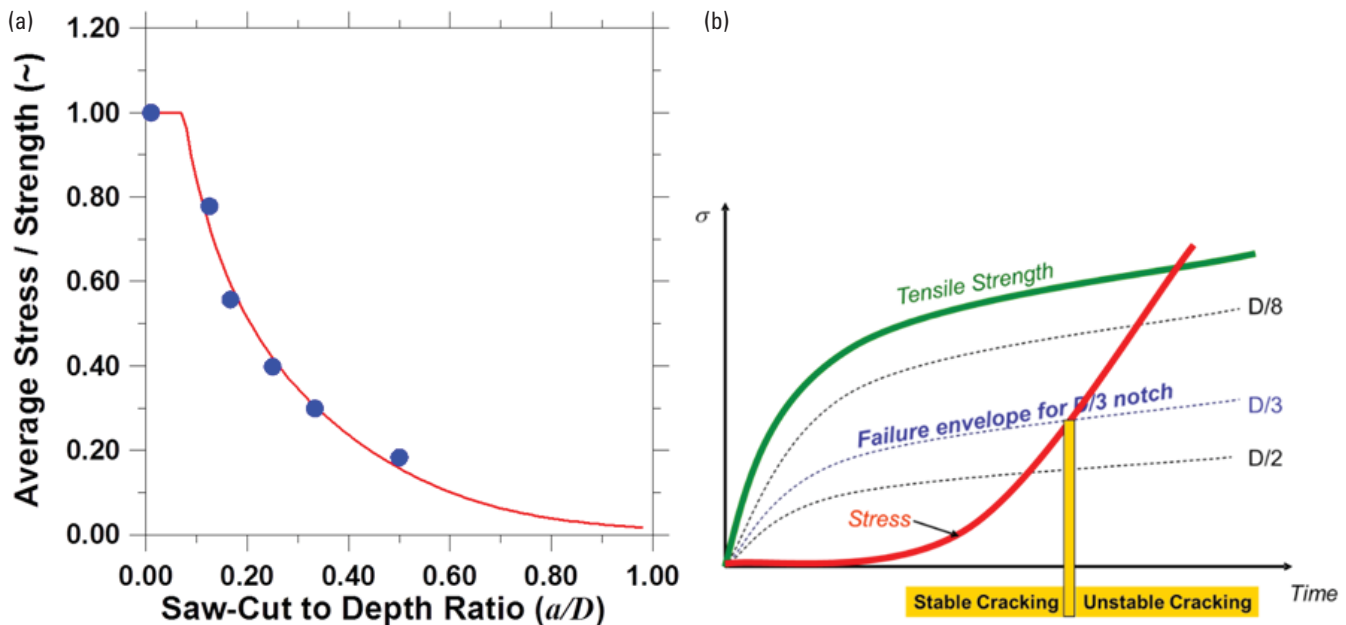 (a)
Average Stress / Strength (~)
1.20
1.00
0.80
0.60
0.40
0.20
0.00
0.00 0.20 0.40 0.60 0.80 1.00
Saw-Cut to Depth Ratio (a/D)
(b)
σ
Tensile Strength
D/8
Failure envelope for D/3 notch
D/3
D/2
Stress
Stable Cracking Unstable Cracking
Time